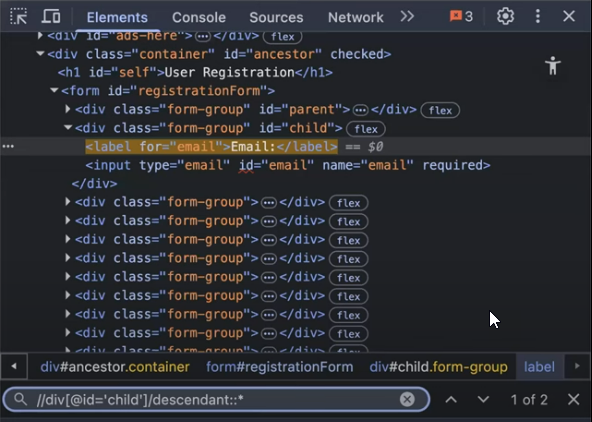 Elements Console Sources Network >> 3
<div id="ads-here"> ⋯ </div> flex
<div class="container" id="ancestor" checked>
<h1 id="self">User Registration</h1>
<form id="registrationForm">
<div class="form-group" id="parent"> ⋯ </div> flex
<div class="form-group" id="child"> flex
<label for="email">Email:</label> == $0
<input type="email" id="email" name="email" required>
</div>
<div class="form-group"> ⋯ </div> flex
<div class="form-group"> ⋯ </div> flex
<div class="form-group"> ⋯ </div> flex
<div class="form-group"> ⋯ </div> flex
<div class="form-group"> ⋯ </div> flex
<div class="form-group"> ⋯ </div> flex
<div class="form-group"> ⋯ </div> flex
<div class="form-group"> ⋯ </div> flex
<div class="form-group"> ⋯ </div> flex
div#ancestor.container form#registrationForm div#child.form-group label
//div[@id='child']/descendant::* 1 of 2